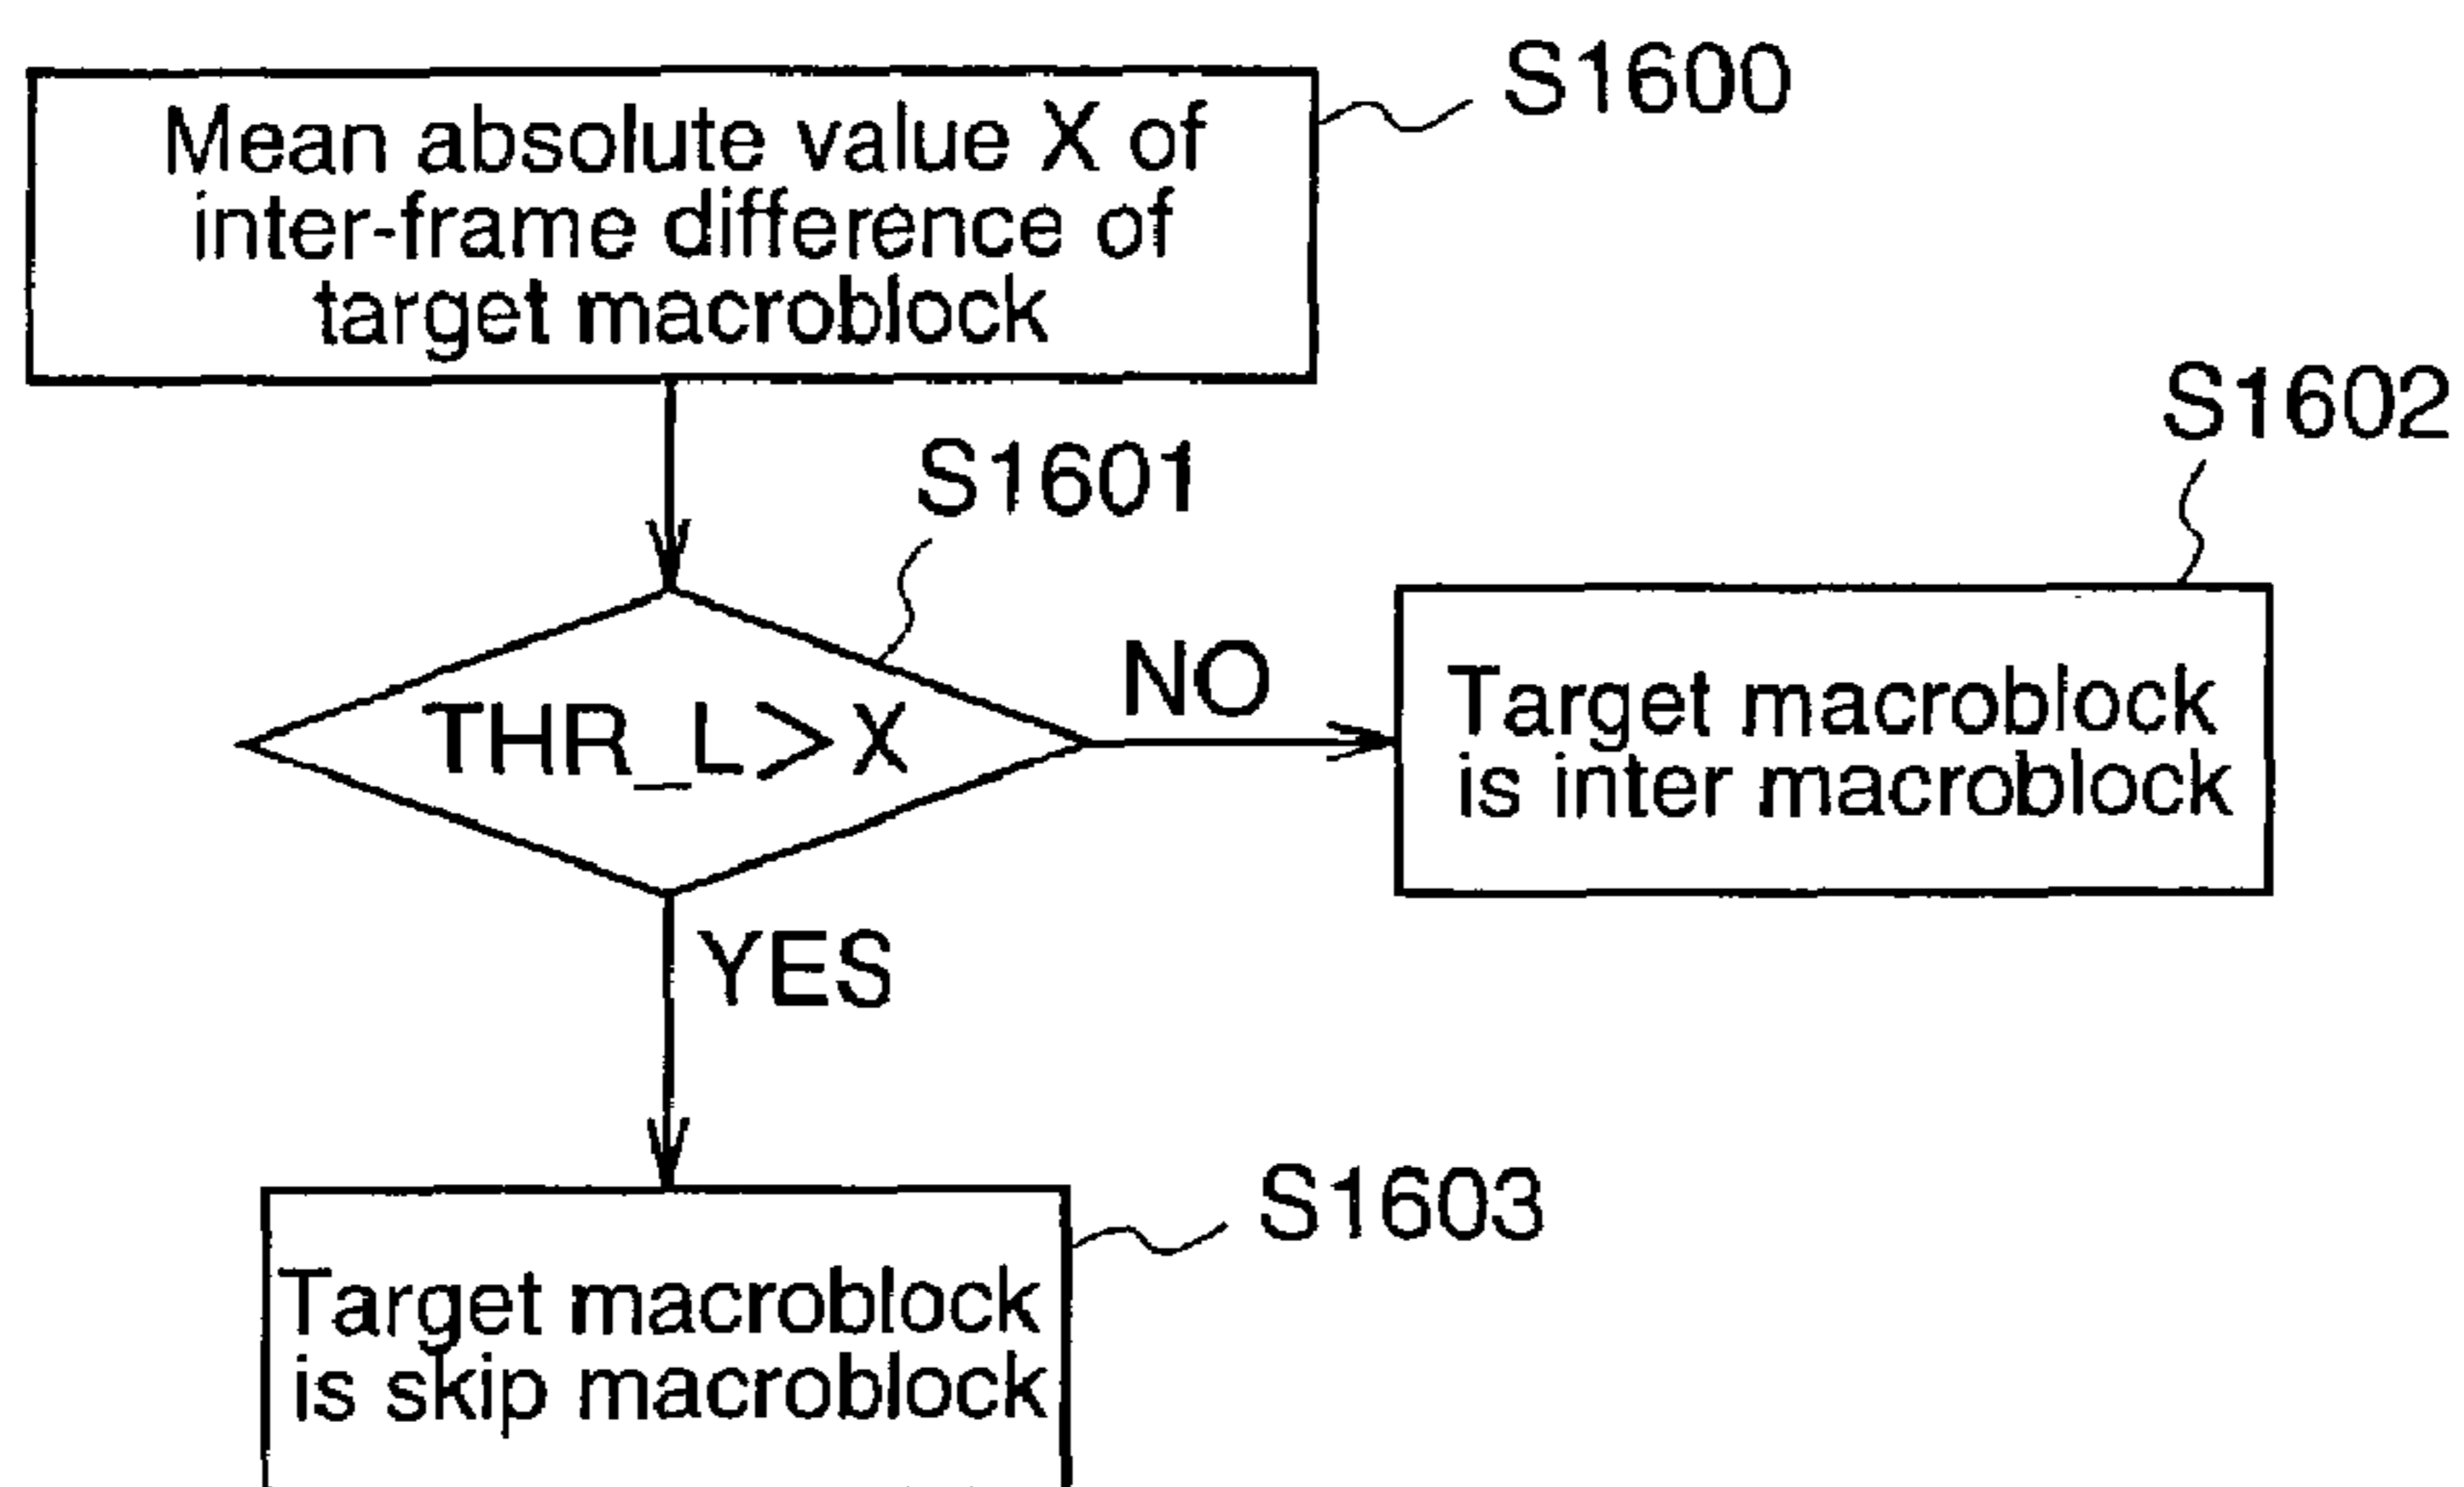 S1600
Mean absolute value X of
inter-frame difference of
target macroblock
S1602
S1601
NO
THR_L>X
Target macroblock
is inter macroblock
YES
S1603
Target macroblock
is skip macroblock